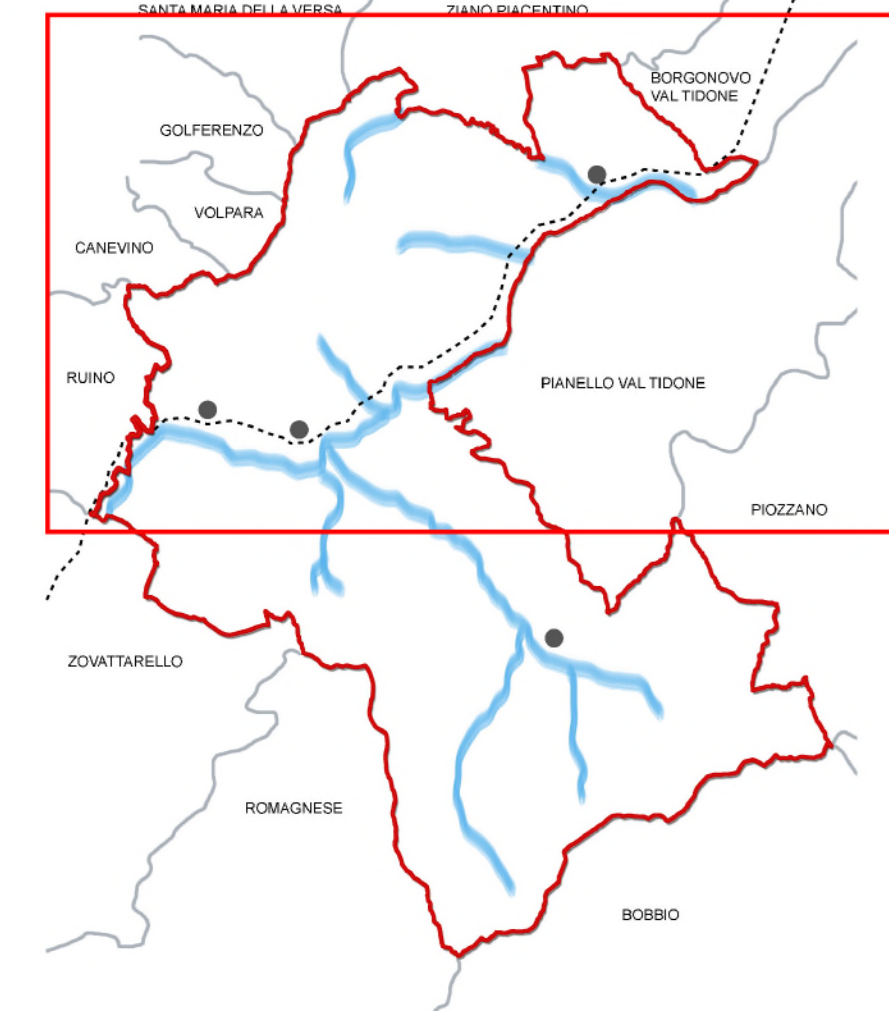 SANTA MARIA DELLA VERSA
ZIANO PIACENTINO
BORGONOVO
VAL TIDONE
GOLFERENZO
VOLPARA
CANEVINO
RUINO
PIANELLO VAL TIDONE
PIOZZANO
ZOVATTARELLO
ROMAGNESE
BOBBIO